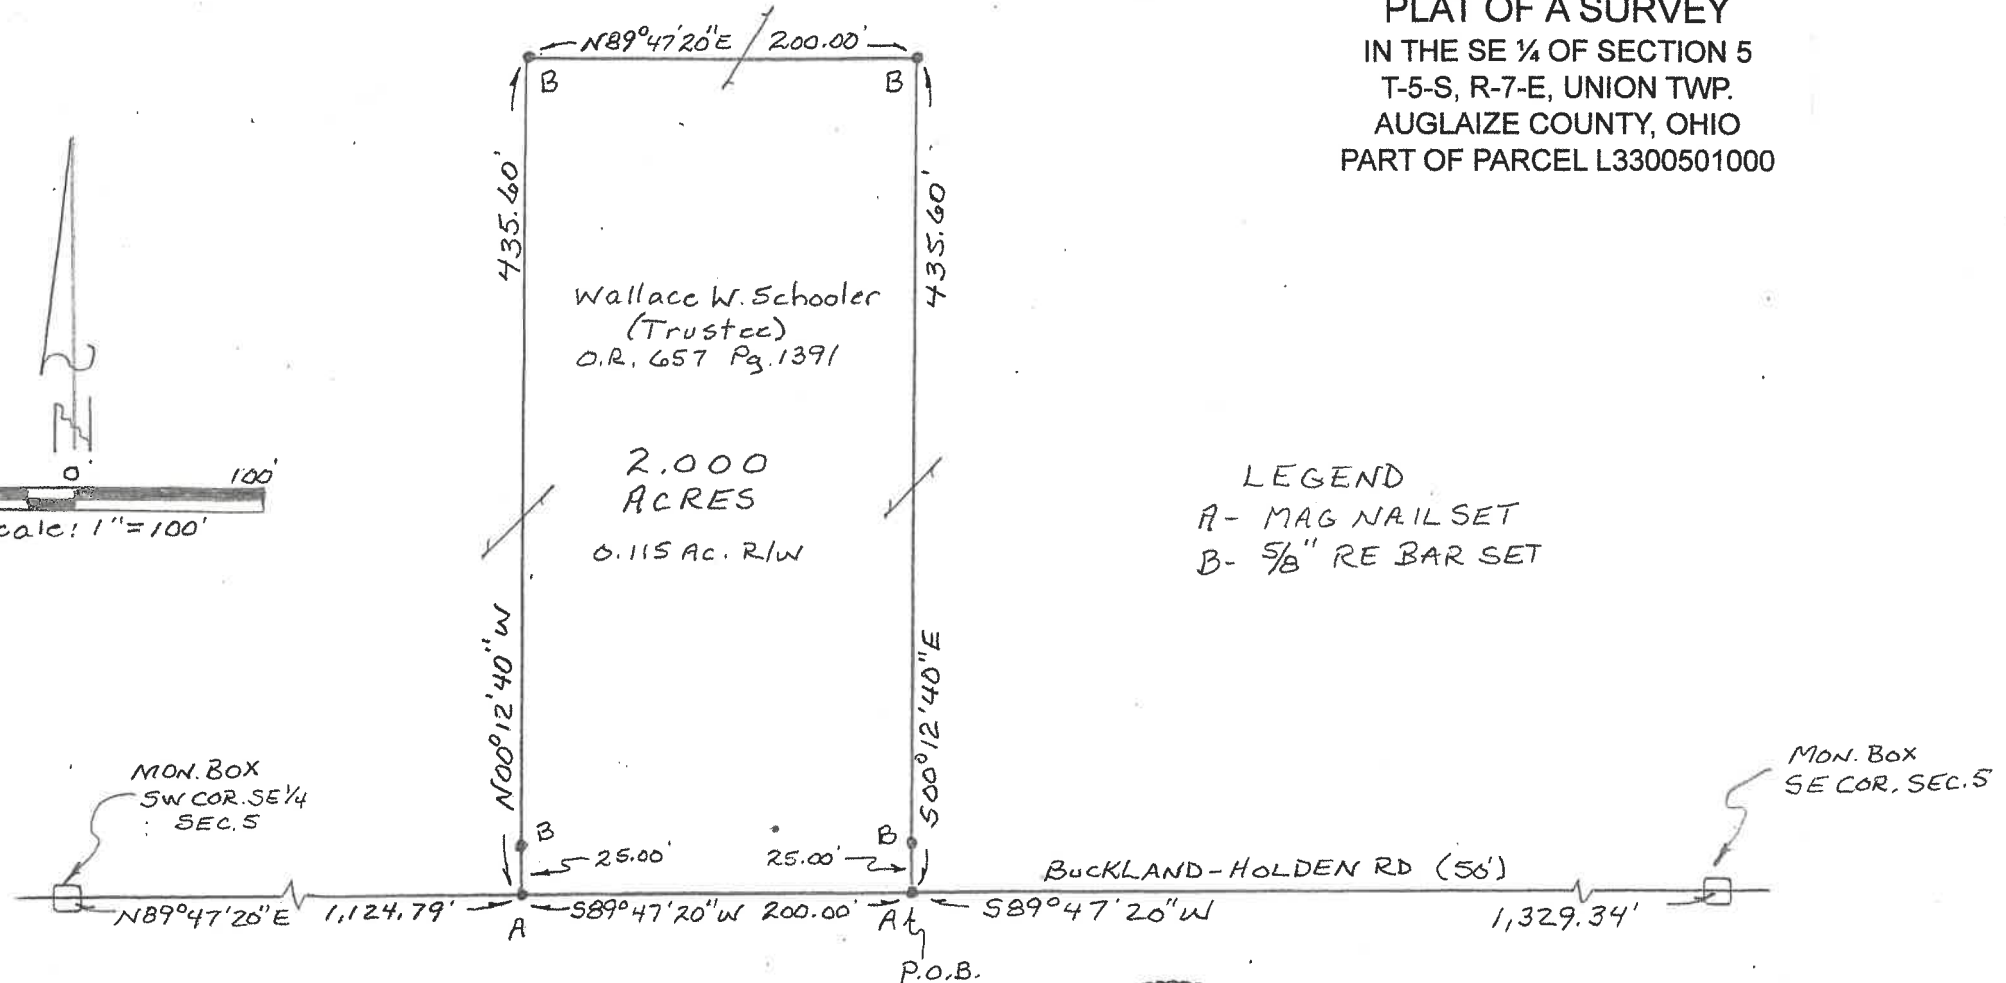 PLAT OF A SURVEY
IN THE SE ¼ OF SECTION 5
T-5-S, R-7-E, UNION TWP.
AUGLAIZE COUNTY, OHIO
PART OF PARCEL L3300501000
N89°47'20"E 200.00'
B
B
435.60'
435.60'
Wallace W. Schooler
(Trustee)
O.R. 657 Pg. 1391
2.000
ACRES
0.115 AC. R/W
N
0' 100'
cale: 1"=100'
LEGEND
A- MAG NAIL SET
B- 5/8" RE BAR SET
N00°12'40"W
S00°12'40"E
MON. BOX
SW COR. SE 1/4
SEC. 5
MON. BOX
SE COR. SEC. 5
B
B
25.00'
25.00'
BUCKLAND-HOLDEN RD (50')
N89°47'20"E 1,124.79'
S89°47'20"W 200.00'
S89°47'20"W
1,329.34'
A
A
P.O.B.